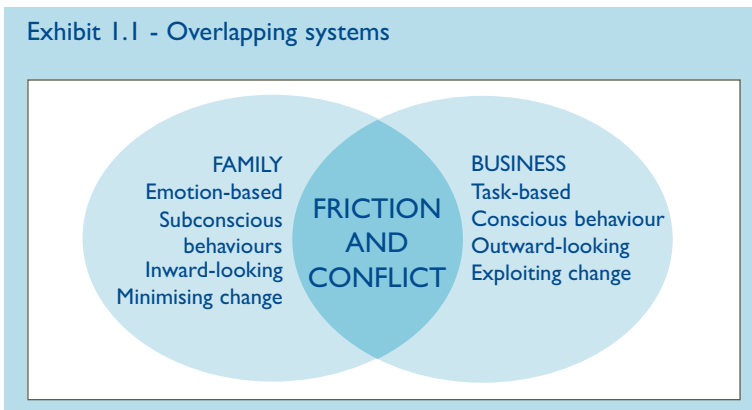 Exhibit 1.1 - Overlapping systems
FAMILY
Emotion-based
Subconscious
behaviours
Inward-looking
Minimising change
FRICTION
AND
CONFLICT
BUSINESS
Task-based
Conscious behaviour
Outward-looking
Exploiting change